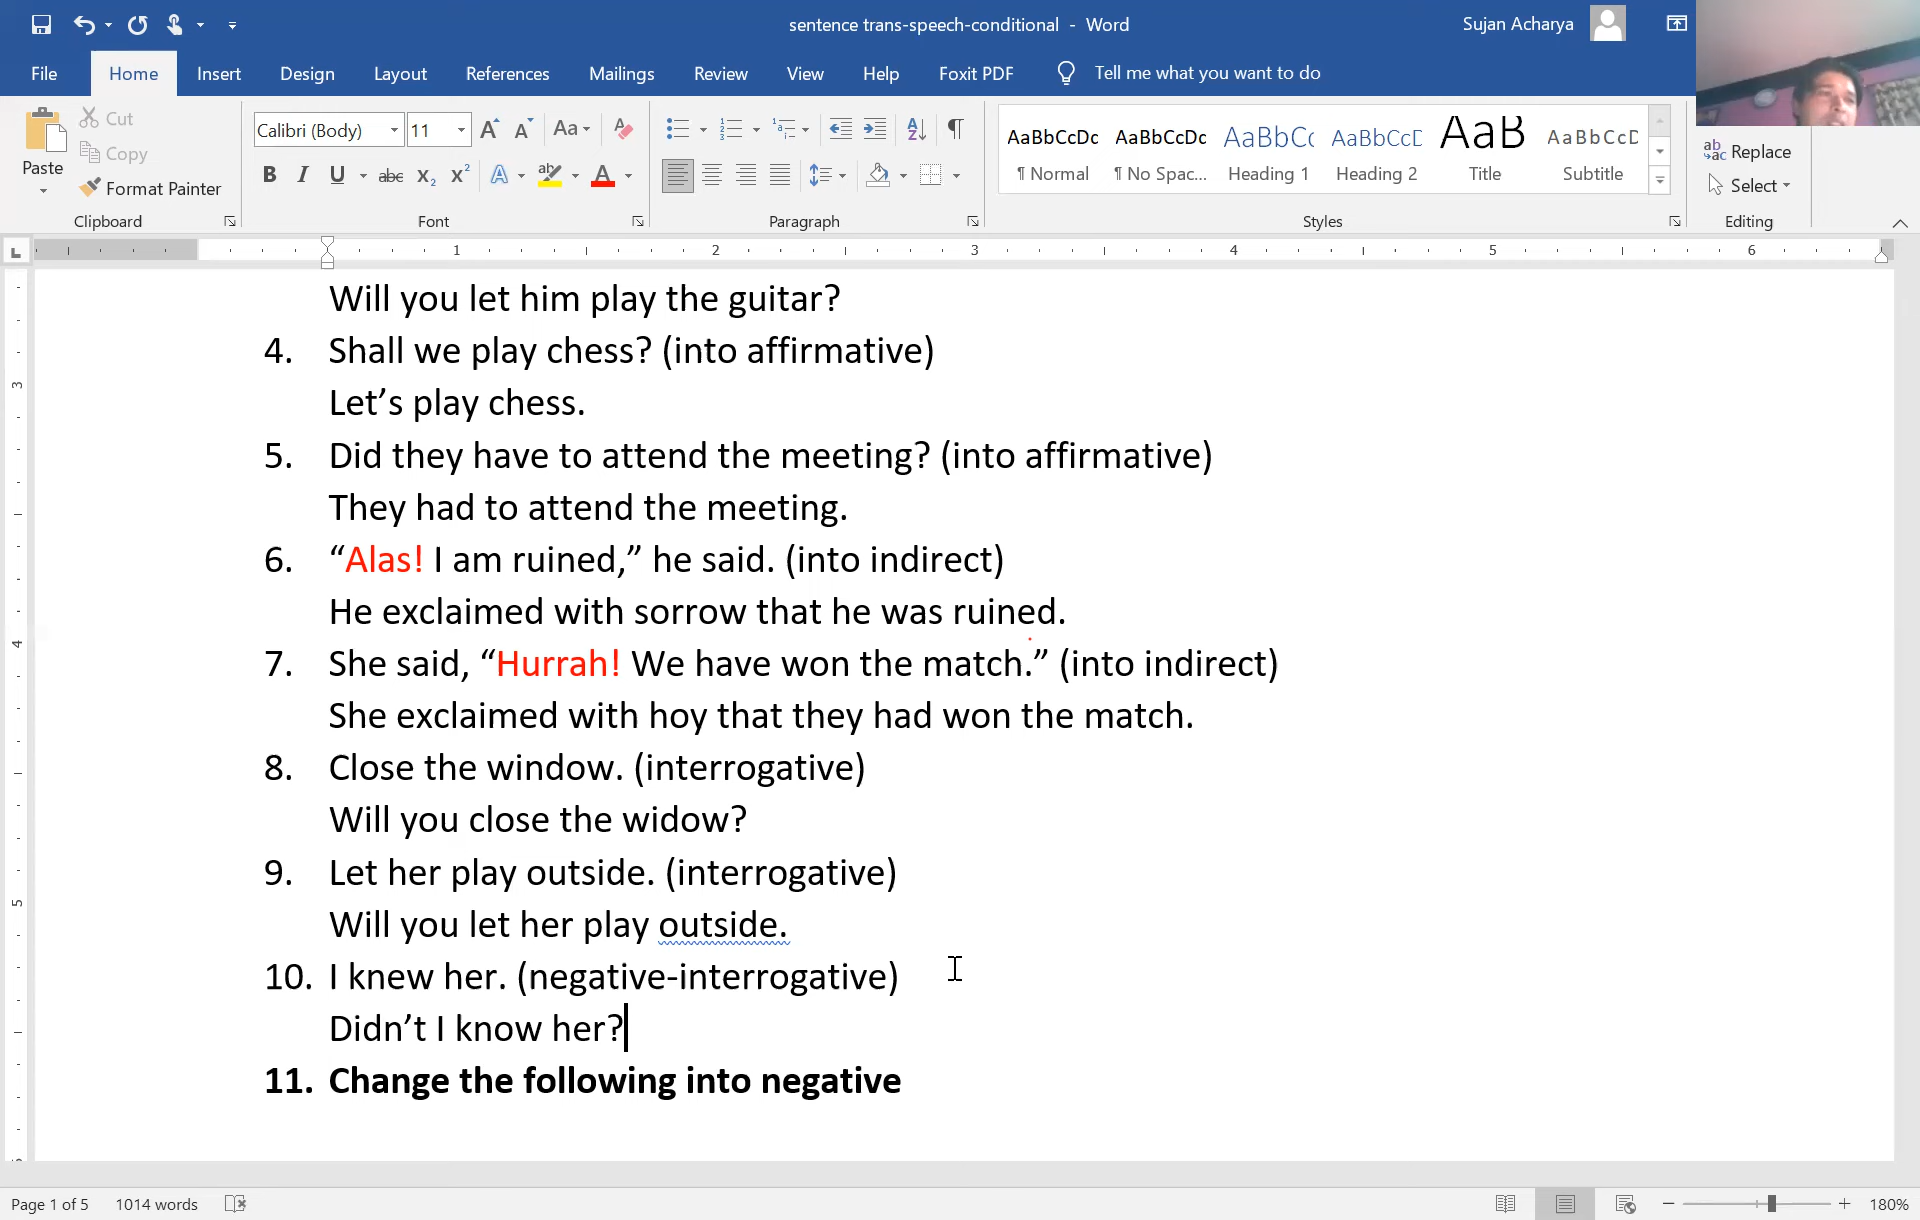 sentence trans-speech-conditional - Word
Sujan Acharya
File Home Insert Design Layout References Mailings Review View Help Foxit PDF Tell me what you want to do
Paste
Cut
Copy
Format Painter
Clipboard
Calibri (Body) 11
Font
Paragraph
AaBbCcDc AaBbCcDc AaBbCc AaBbCcD AaB AaBbCcD
¶ Normal ¶ No Spac... Heading 1 Heading 2 Title Subtitle
Styles
Replace
Select
Editing
1 2 3 4 5 6
Will you let him play the guitar?
4. Shall we play chess? (into affirmative)
Let’s play chess.
5. Did they have to attend the meeting? (into affirmative)
They had to attend the meeting.
6. “Alas! I am ruined,” he said. (into indirect)
He exclaimed with sorrow that he was ruined.
7. She said, “Hurrah! We have won the match.” (into indirect)
She exclaimed with hoy that they had won the match.
8. Close the window. (interrogative)
Will you close the widow?
9. Let her play outside. (interrogative)
Will you let her play outside.
10. I knew her. (negative-interrogative)
Didn’t I know her?
11. Change the following into negative
Page 1 of 5 1014 words 180%